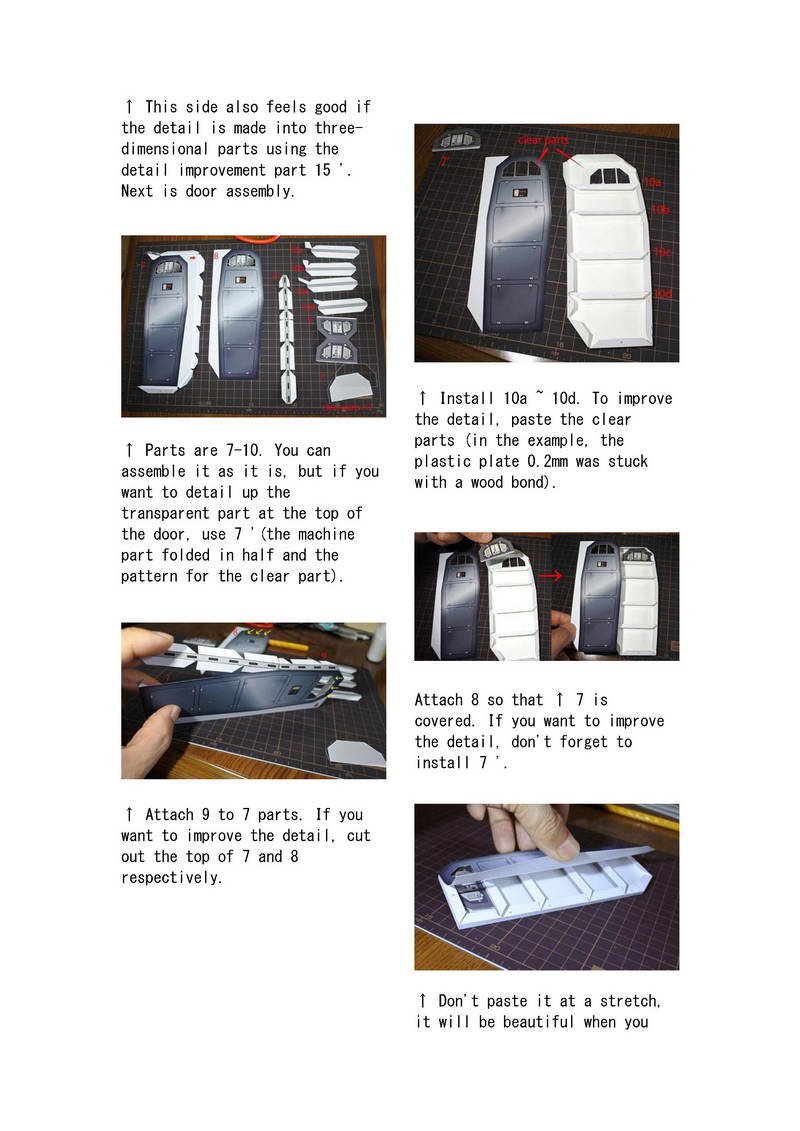 ↑ This side also feels good if
the detail is made into three-
dimensional parts using the
detail improvement part 15 '.
Next is door assembly.
8
↑ Parts are 7-10. You can
assemble it as it is, but if you
want to detail up the
transparent part at the top of
the door, use 7 '(the machine
part folded in half and the
pattern for the clear part).
9
7
↑ Attach 9 to 7 parts. If you
want to improve the detail, cut
out the top of 7 and 8
respectively.
clear parts
7'
10a
10b
10c
10d
↑ Install 10a ~ 10d. To improve
the detail, paste the clear
parts (in the example, the
plastic plate 0.2mm was stuck
with a wood bond).
Attach 8 so that ↑ 7 is
covered. If you want to improve
the detail, don't forget to
install 7 '.
↑ Don't paste it at a stretch,
it will be beautiful when you